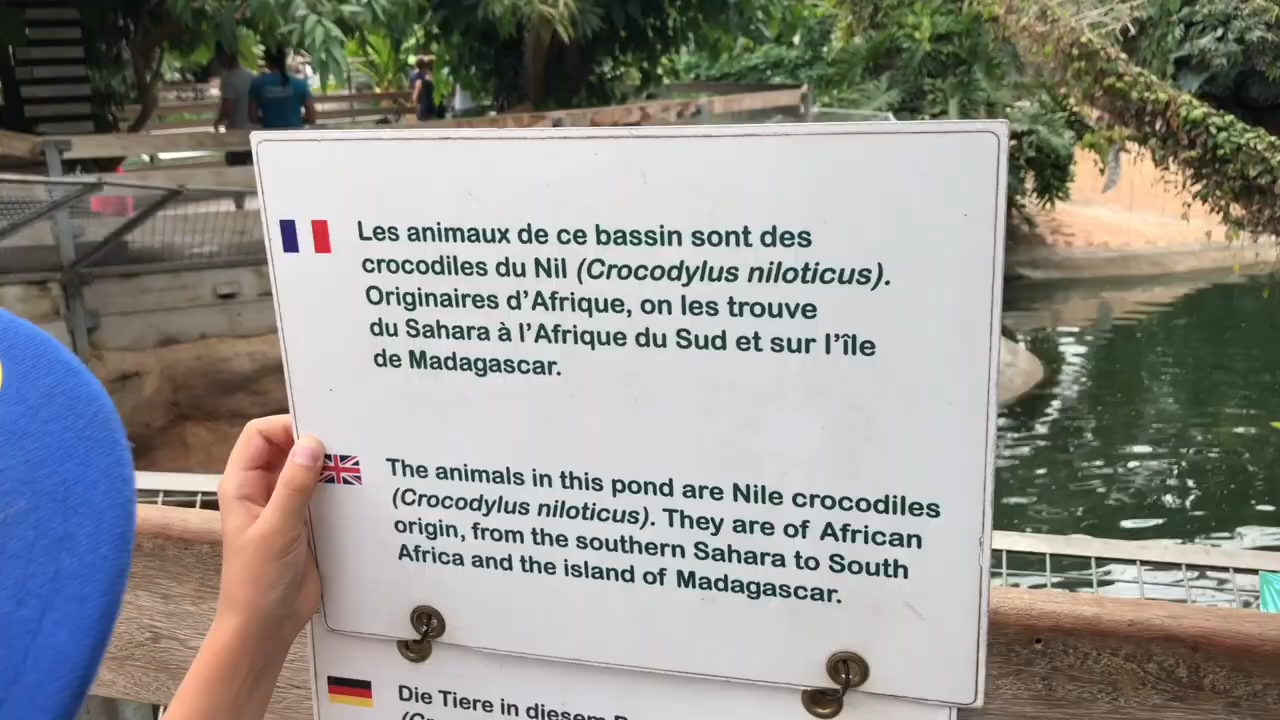 Les animaux de ce bassin sont des
crocodiles du Nil (Crocodylus niloticus).
Originaires d'Afrique, on les trouve
du Sahara à l'Afrique du Sud et sur l'île
de Madagascar.
The animals in this pond are Nile crocodiles
(Crocodylus niloticus). They are of African
origin, from the southern Sahara to South
Africa and the island of Madagascar.
Die Tiere in diesem